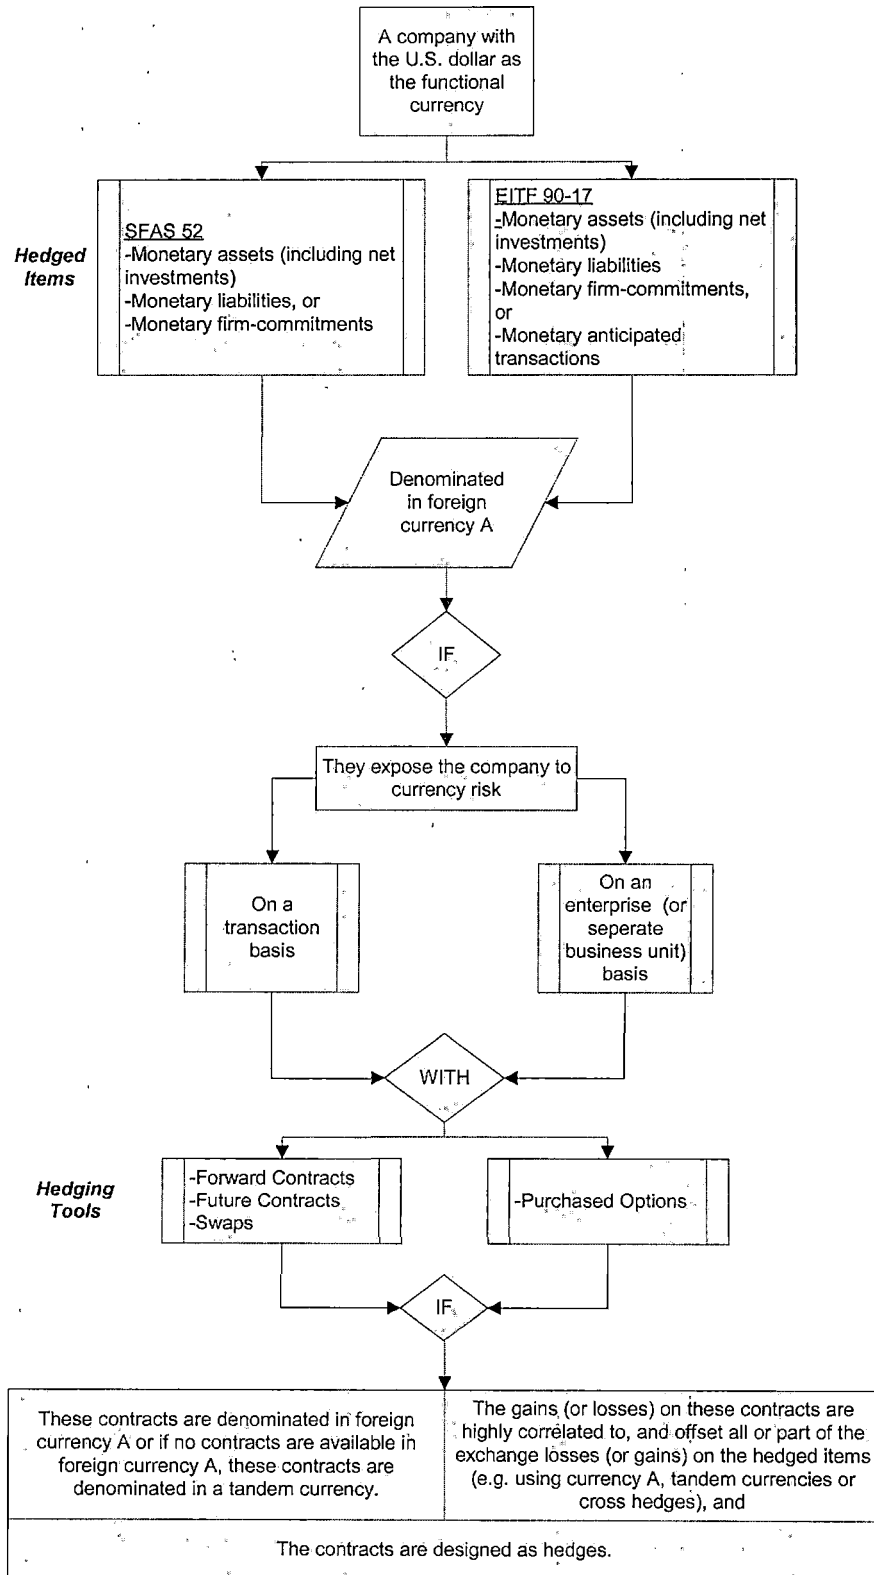 A company with
the U.S. dollar as
the functional
currency
Hedged
Items
SFAS 52
-Monetary assets (including net
investments)
-Monetary liabilities, or
-Monetary firm-commitments
EITF 90-17
-Monetary assets (including net
investments)
-Monetary liabilities
-Monetary firm-commitments,
or
-Monetary anticipated
transactions
Denominated
in foreign
currency A
IF
They expose the company to
currency risk
On a
transaction
basis
On an
enterprise (or
seperate
business unit)
basis
WITH
Hedging
Tools
-Forward Contracts
-Future Contracts
-Swaps
-Purchased Options
IF
These contracts are denominated in foreign
currency A or if no contracts are available in
foreign currency A, these contracts are
denominated in a tandem currency.
The gains (or losses) on these contracts are
highly correlated to, and offset all or part of the
exchange losses (or gains) on the hedged items
(e.g. using currency A, tandem currencies or
cross hedges), and
The contracts are designed as hedges.